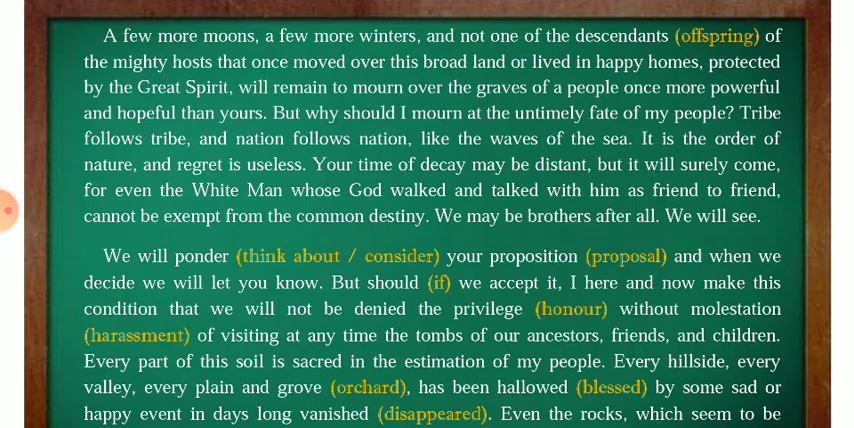 A few more moons, a few more winters, and not one of the descendants (offspring) of
the mighty hosts that once moved over this broad land or lived in happy homes, protected
by the Great Spirit, will remain to mourn over the graves of a people once more powerful
and hopeful than yours. But why should I mourn at the untimely fate of my people? Tribe
follows tribe, and nation follows nation, like the waves of the sea. It is the order of
nature, and regret is useless. Your time of decay may be distant, but it will surely come,
for even the White Man whose God walked and talked with him as friend to friend,
cannot be exempt from the common destiny. We may be brothers after all. We will see.
We will ponder (think about / consider) your proposition (proposal) and when we
decide we will let you know. But should (if) we accept it, I here and now make this
condition that we will not be denied the privilege (honour) without molestation
(harassment) of visiting at any time the tombs of our ancestors, friends, and children.
Every part of this soil is sacred in the estimation of my people. Every hillside, every
valley, every plain and grove (orchard), has been hallowed (blessed) by some sad or
happy event in days long vanished (disappeared). Even the rocks, which seem to be